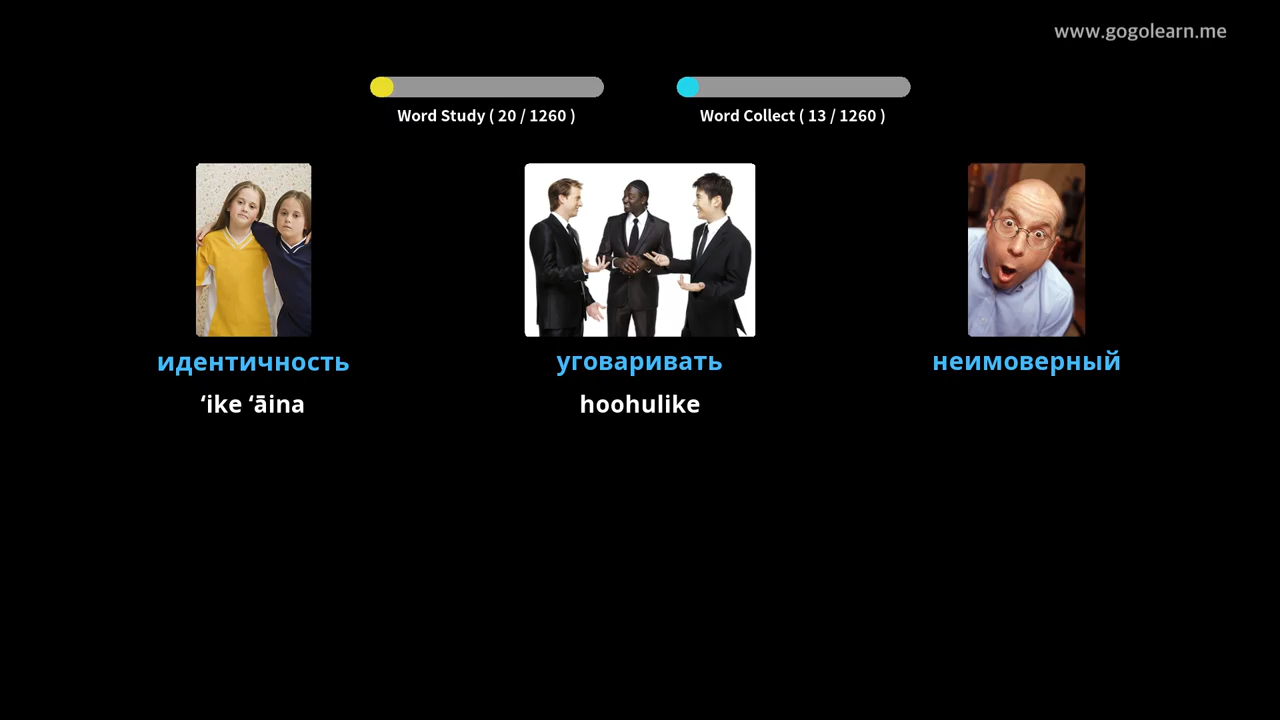 www.gogolearn.me
Word Study ( 20 / 1260 )
Word Collect ( 13 / 1260 )
идентичность
уговаривать
неимоверный
ʻike ʻāina
hoohulike